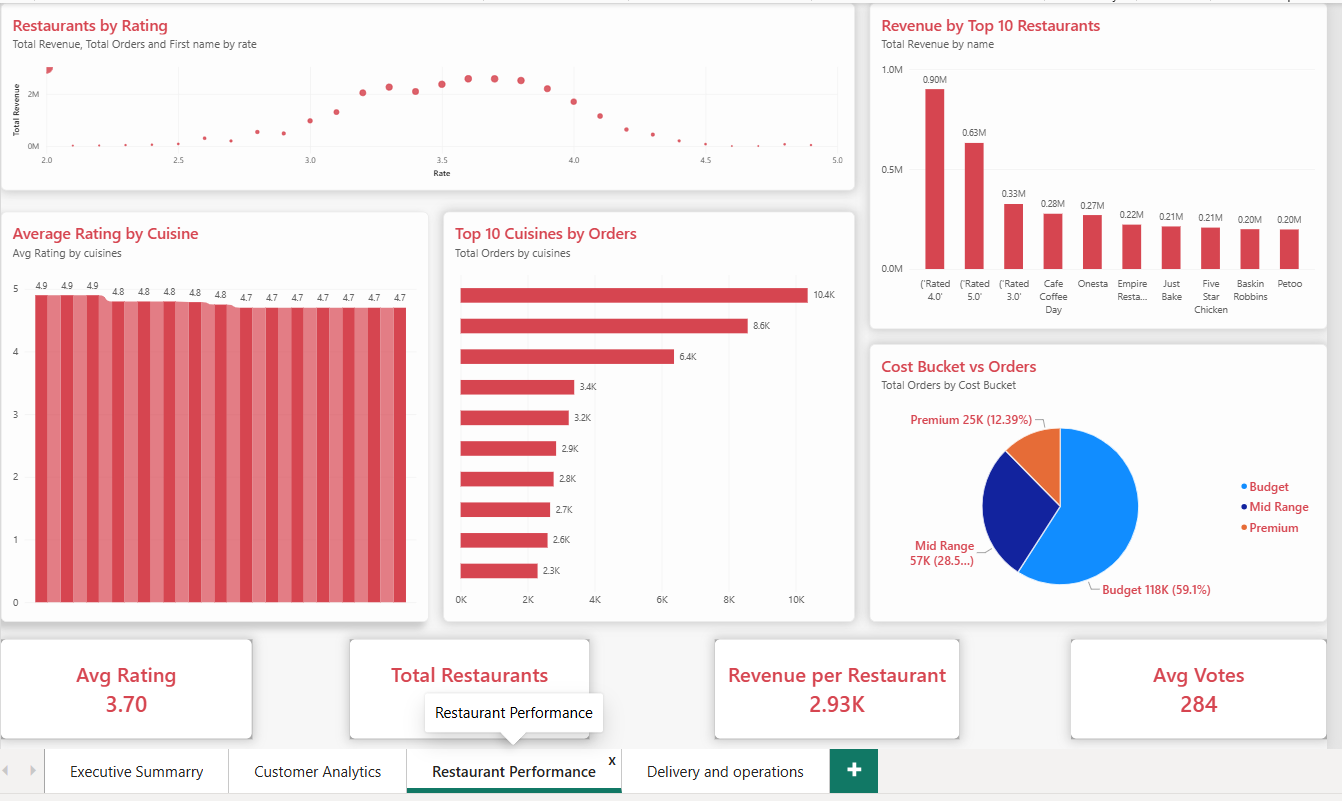 Restaurants by Rating
Total Revenue, Total Orders and First name by rate
Total Revenue
2M
0M
2.0
2.5
3.0
3.5
4.0
4.5
5.0
Rate
Revenue by Top 10 Restaurants
Total Revenue by name
1.0M
0.5M
0.0M
0.90M
0.63M
0.33M
0.28M
0.27M
0.22M
0.21M
0.21M
0.20M
0.20M
('Rated 4.0'
('Rated 5.0'
('Rated 3.0'
Cafe Coffee Day
Onesta
Empire Resta...
Just Bake
Five Star Chicken
Baskin Robbins
Petoo
Average Rating by Cuisine
Avg Rating by cuisines
5
4
3
2
1
0
4.9
4.9
4.9
4.8
4.8
4.8
4.8
4.8
4.7
4.7
4.7
4.7
4.7
4.7
4.7
Top 10 Cuisines by Orders
Total Orders by cuisines
10.4K
8.6K
6.4K
3.4K
3.2K
2.9K
2.8K
2.7K
2.6K
2.3K
0K
2K
4K
6K
8K
10K
Cost Bucket vs Orders
Total Orders by Cost Bucket
Premium 25K (12.39%)
Mid Range
57K (28.5...)
Budget 118K (59.1%)
Budget
Mid Range
Premium
Avg Rating
3.70
Total Restaurants
Revenue per Restaurant
2.93K
Avg Votes
284
Restaurant Performance
Executive Summarry
Customer Analytics
Restaurant Performance
X
Delivery and operations
+